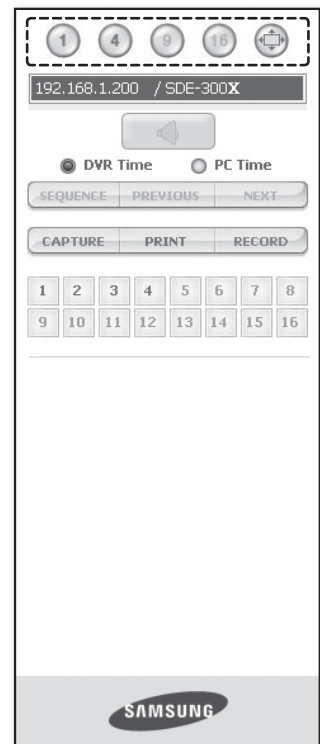 1 4 9 16
192.168.1.200 / SDE-300X
DVR Time PC Time
SEQUENCE PREVIOUS NEXT
CAPTURE PRINT RECORD
1 2 3 4 5 6 7 8
9 10 11 12 13 14 15 16
SAMSUNG